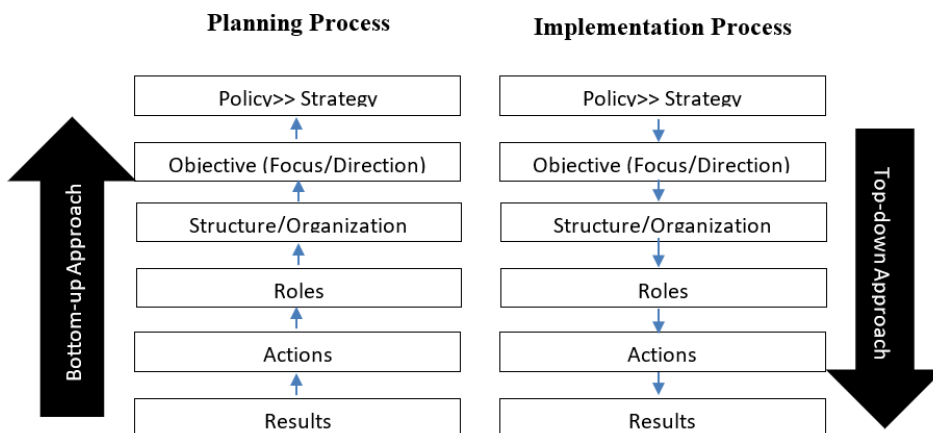 Planning Process
Implementation Process
Policy>> Strategy
Objective (Focus/Direction)
Structure/Organization
Roles
Actions
Results
Policy>> Strategy
Objective (Focus/Direction)
Structure/Organization
Roles
Actions
Results
Bottom-up Approach
Top-down Approach